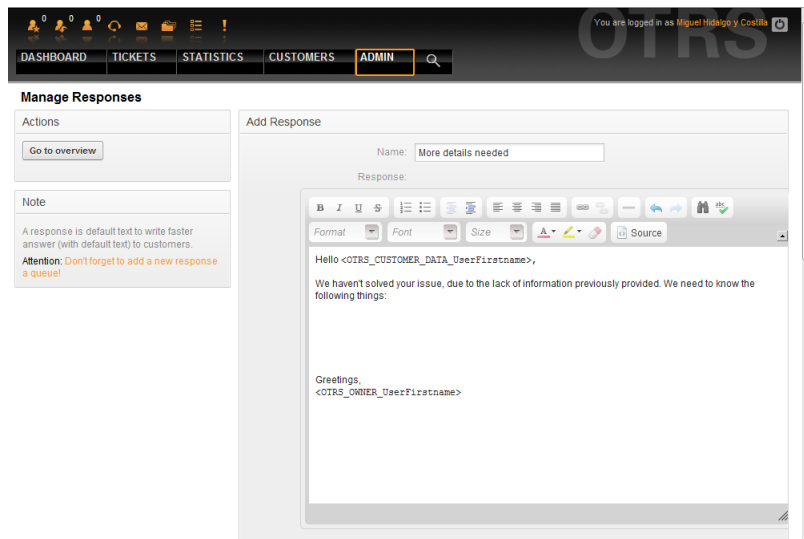 0 0 0
You are logged in as Miguel Hidalgo y Costilla
OTRS
DASHBOARD TICKETS STATISTICS CUSTOMERS ADMIN
Manage Responses
Actions
Go to overview
Note
A response is default text to write faster
answer (with default text) to customers.
Attention: Don't forget to add a new response
a queue!
Add Response
Name: More details needed
Response:
B I U S
abc
Format Font Size A Source
Hello <OTRS_CUSTOMER_DATA_UserFirstname>,
We haven't solved your issue, due to the lack of information previously provided. We need to know the
following things:
Greetings,
<OTRS_OWNER_UserFirstname>